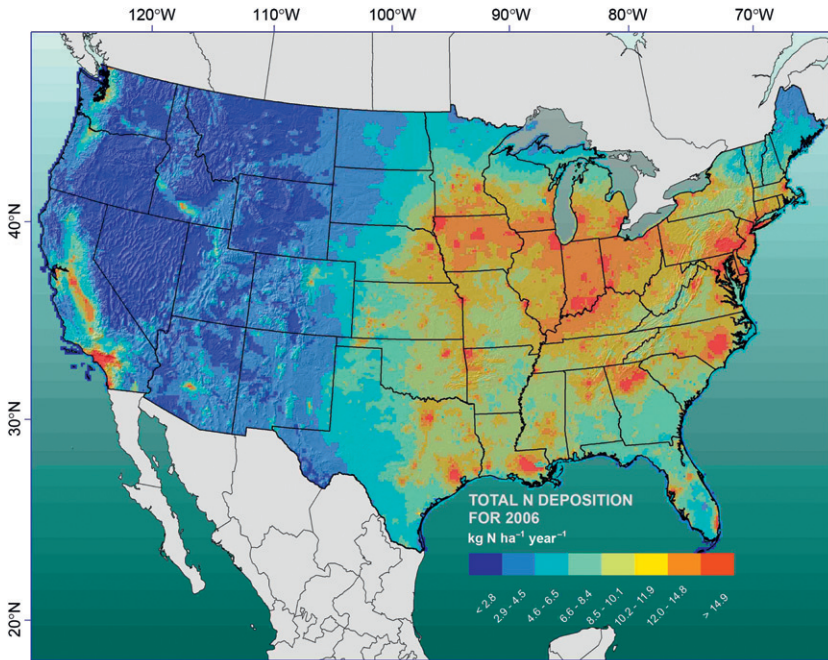 120°W 110°W 100°W 90°W 80°W 70°W
40°N
30°N
20°N
TOTAL N DEPOSITION
FOR 2006
kg N ha⁻¹ year⁻¹
< 2.8
2.9 - 4.5
4.6 - 6.5
6.6 - 8.4
8.5 - 10.1
10.2 - 11.9
12.0 - 14.8
> 14.9